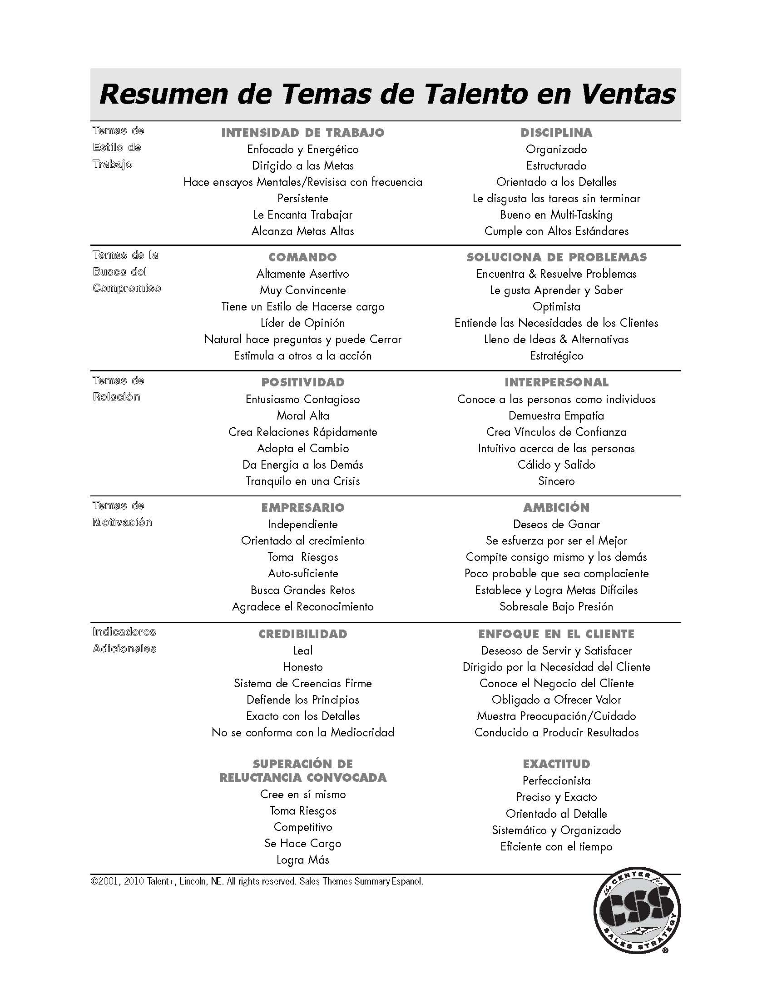 Resumen de Temas de Talento en Ventas
Temas de
Estilo de
Trabajo
INTENSIDAD DE TRABAJO
Enfocado y Energético
Dirigido a las Metas
Hace ensayos Mentales/Revisisa con frecuencia
Persistente
Le Encanta Trabajar
Alcanza Metas Altas
DISCIPLINA
Organizado
Estructurado
Orientado a los Detalles
Le disgusta las tareas sin terminar
Bueno en Multi-Tasking
Cumple con Altos Estándares
Temas de la
Busca del
Compromiso
COMANDO
Altamente Asertivo
Muy Convincente
Tiene un Estilo de Hacerse cargo
Líder de Opinión
Natural hace preguntas y puede Cerrar
Estimula a otros a la acción
SOLUCIONA DE PROBLEMAS
Encuentra & Resuelve Problemas
Le gusta Aprender y Saber
Optimista
Entiende las Necesidades de los Clientes
Lleno de Ideas & Alternativas
Estratégico
Temas de
Relación
POSITIVIDAD
Entusiasmo Contagioso
Moral Alta
Crea Relaciones Rápidamente
Adopta el Cambio
Da Energía a los Demás
Tranquilo en una Crisis
INTERPERSONAL
Conoce a las personas como individuos
Demuestra Empatía
Crea Vínculos de Confianza
Intuitivo acerca de las personas
Cálido y Salido
Sincero
Temas de
Motivación
EMPRESARIO
Independiente
Orientado al crecimiento
Toma  Riesgos
Auto-suficiente
Busca Grandes Retos
Agradece el Reconocimiento
AMBICIÓN
Deseos de Ganar
Se esfuerza por ser el Mejor
Compite consigo mismo y los demás
Poco probable que sea complaciente
Establece y Logra Metas Difíciles
Sobresale Bajo Presión
Indicadores
Adicionales
CREDIBILIDAD
Leal
Honesto
Sistema de Creencias Firme
Defiende los Principios
Exacto con los Detalles
No se conforma con la Mediocridad
ENFOQUE EN EL CLIENTE
Deseoso de Servir y Satisfacer
Dirigido por la Necesidad del Cliente
Conoce el Negocio del Cliente
Obligado a Ofrecer Valor
Muestra Preocupación/Cuidado
Conducido a Producir Resultados
SUPERACIÓN DE
RELUCTANCIA CONVOCADA
Cree en sí mismo
Toma Riesgos
Competitivo
Se Hace Cargo
Logra Más
EXACTITUD
Perfeccionista
Preciso y Exacto
Orientado al Detalle
Sistemático y Organizado
Eficiente con el tiempo
©2001, 2010 Talent+, Lincoln, NE. All rights reserved. Sales Themes Summary-Espanol.
the CENTER for
CSS
SALES STRATEGY
®